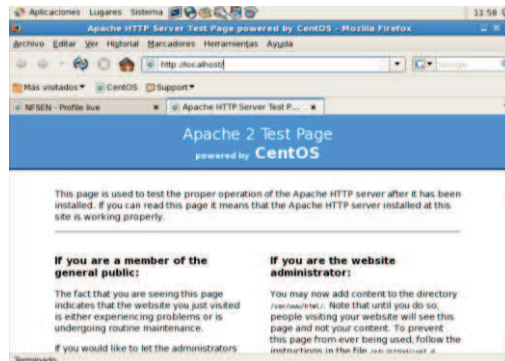 Aplicaciones Lugares Sistema 11:58
Apache HTTP Server Test Page powered by CentOS - Mozilla Firefox
Archivo Editar Ver Historial Marcadores Herramientas Ayuda
http://localhost/ Google
Más visitados CentOS Support
NFSEN - Profile live Apache HTTP Server Test P...
Apache 2 Test Page
powered by CentOS
This page is used to test the proper operation of the Apache HTTP server after it has been
installed. If you can read this page it means that the Apache HTTP server installed at this
site is working properly.
If you are a member of the
general public:
The fact that you are seeing this page
indicates that the website you just visited
is either experiencing problems or is
undergoing routine maintenance.
If you would like to let the administrators
If you are the website
administrator:
You may now add content to the directory
/var/www/html/. Note that until you do so,
people visiting your website will see this
page and not your content. To prevent
this page from ever being used, follow the
instructions in the file
Terminado